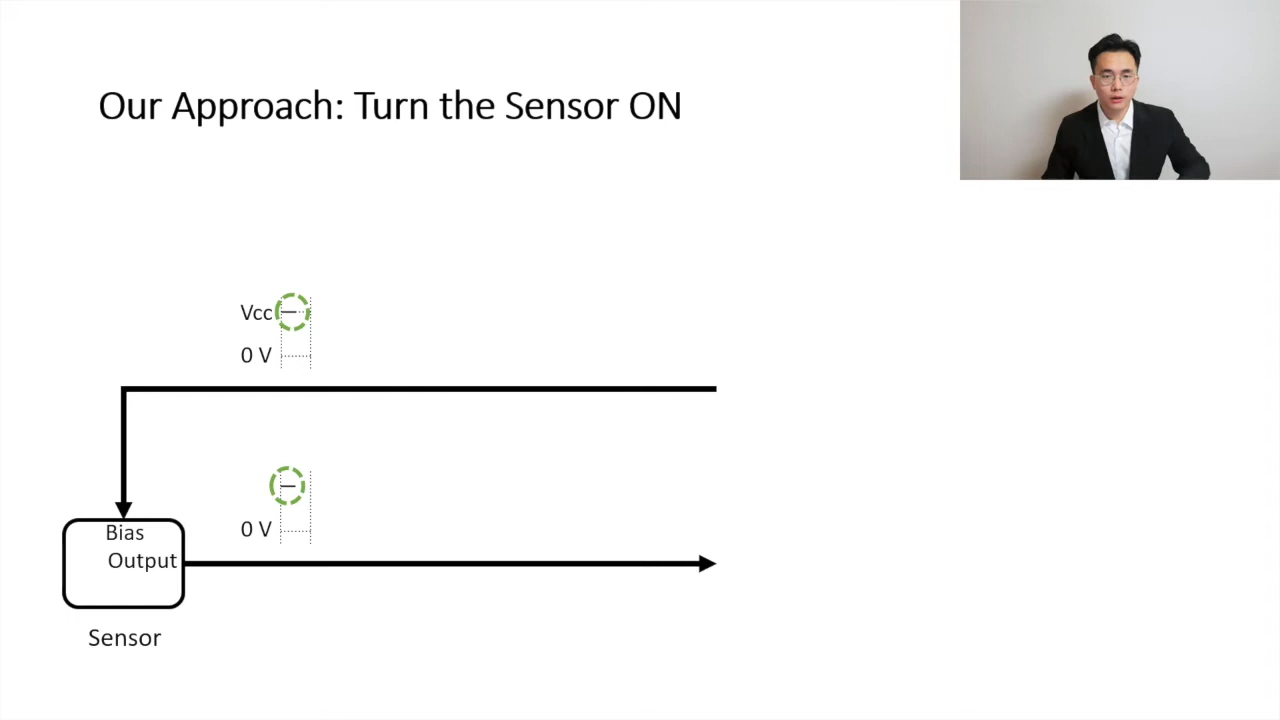 Our Approach: Turn the Sensor ON
Vcc
0 V
0 V
Bias
Output
Sensor